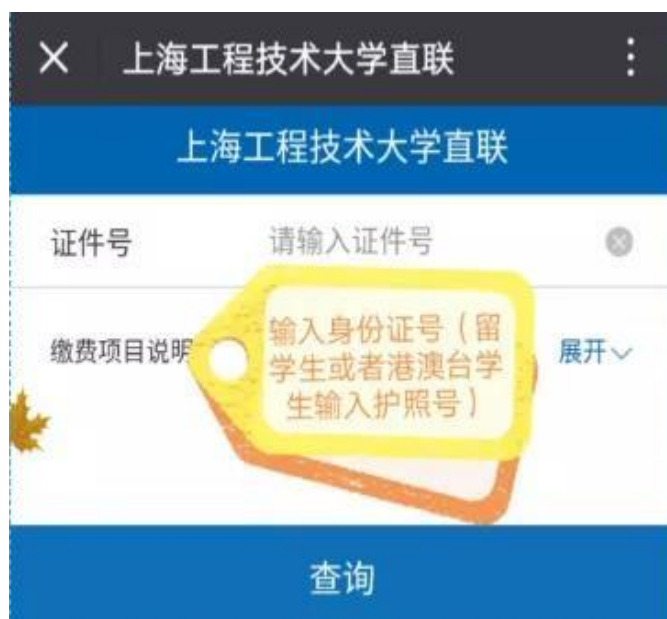 上海工程技术大学直联
上海工程技术大学直联
证件号 请输入证件号
缴费项目说明 展开
输入身份证号（留
学生或者港澳台学
生输入护照号）
查询